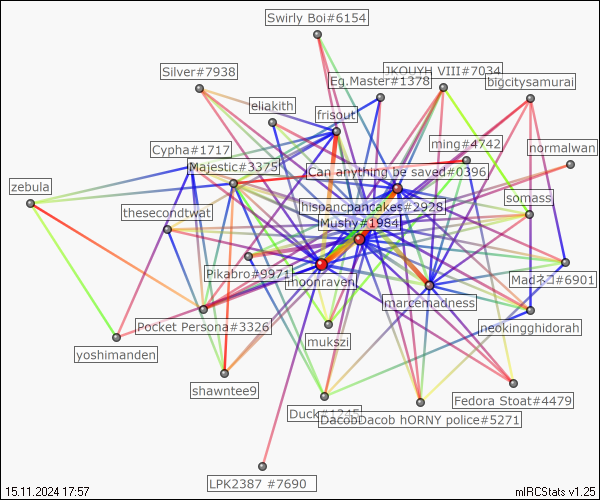 Swirly Boi#6154
Silver#7938
JKOUYH VIII#7034
Eg.Master#1378
bigcitysamurai
eliakith
frisout
Cypha#1717
ming#4742
normalwan
Majestic#3375
Can anything be saved#0396
zebula
somass
thesecondtwat
hispancpancakes#2928
Mushy#1984
Pikabro#9971
moonraven
Madネコ#6901
marcemadness
Pocket Persona#3326
neokingghidorah
mukszi
yoshimanden
shawntee9
Fedora Stoat#4479
Duck#1245
DacobDacob hORNY police#5271
LPK2387 #7690
15.11.2024 17:57
mIRCStats v1.25